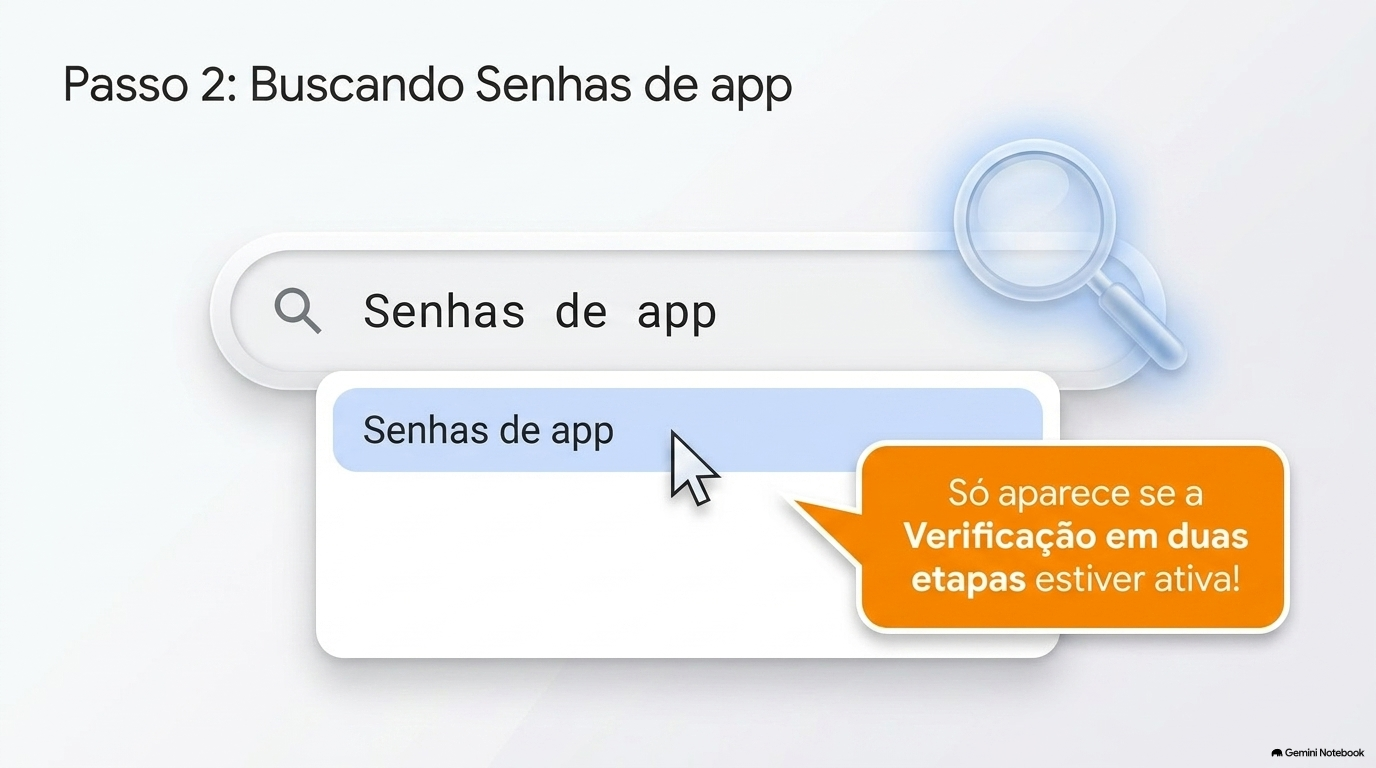 Passo 2: Buscando Senhas de app
Senhas de app
Senhas de app
Só aparece se a
Verificação em duas
etapas estiver ativa!
Gemini Notebook